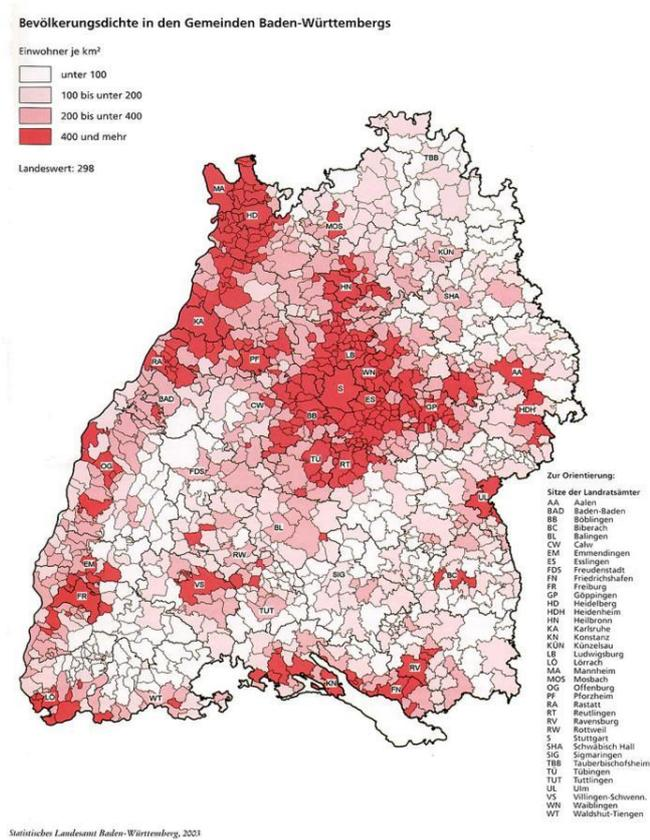 Bevölkerungsdichte in den Gemeinden Baden-Württembergs
Einwohner je km²
unter 100
100 bis unter 200
200 bis unter 400
400 und mehr
Landeswert: 298
TBB
MA
HD
MOS
KÜN
HN
SHA
KA
LB
RA
PF
WN
AA
S
BAD
CW
ES
GP
HDH
BB
TÜ
RT
OG
FDS
UL
BL
RW
EM
SIG
BC
VS
FR
TUT
RV
KN
FN
LÖ
WT
Zur Orientierung:
Sitze der Landratsämter
AA Aalen
BAD Baden-Baden
BB Böblingen
BC Biberach
BL Balingen
CW Calw
EM Emmendingen
ES Esslingen
FDS Freudenstadt
FN Friedrichshafen
FR Freiburg
GP Göppingen
HD Heidelberg
HDH Heidenheim
HN Heilbronn
KA Karlsruhe
KN Konstanz
KÜN Künzelsau
LB Ludwigsburg
LÖ Lörrach
MA Mannheim
MOS Mosbach
OG Offenburg
PF Pforzheim
RA Rastatt
RT Reutlingen
RV Ravensburg
RW Rottweil
S Stuttgart
SHA Schwäbisch Hall
SIG Sigmaringen
TBB Tauberbischofsheim
TÜ Tübingen
TUT Tuttlingen
UL Ulm
VS Villingen-Schwenn.
WN Waiblingen
WT Waldshut-Tiengen
Statistisches Landesamt Baden-Württemberg, 2003